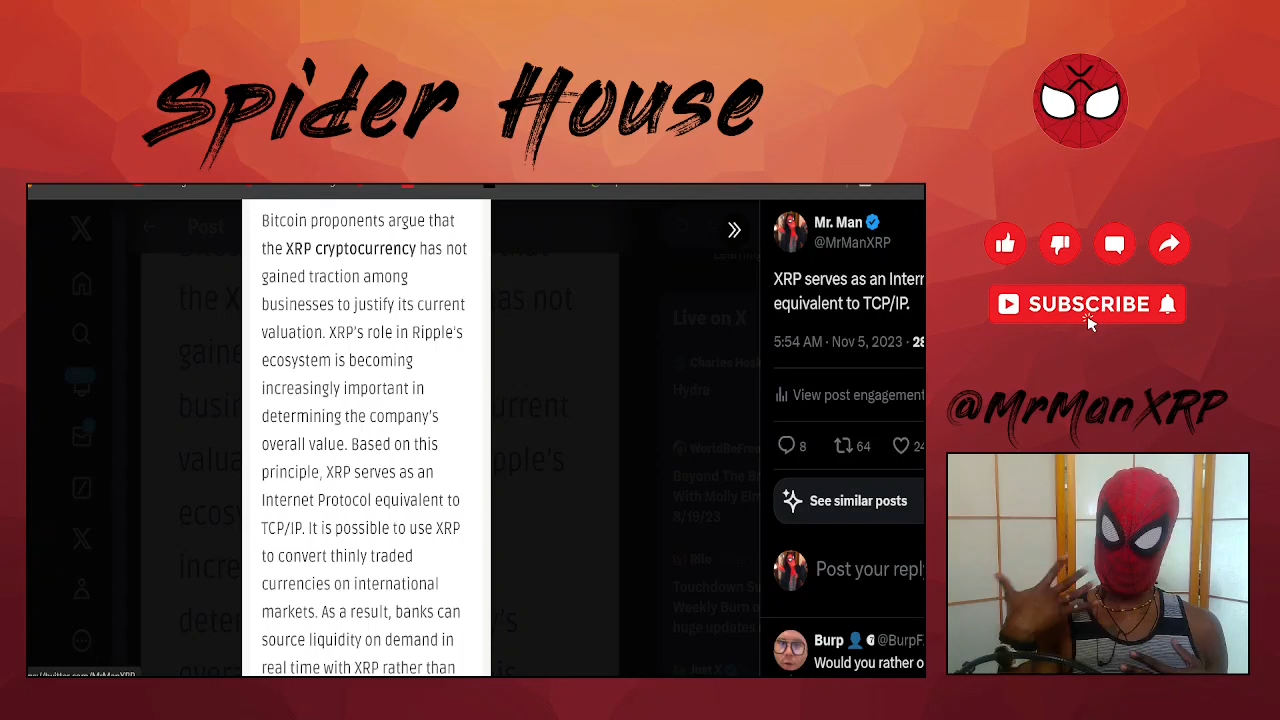 Spider House
Bitcoin proponents argue that
the XRP cryptocurrency has not
gained traction among
businesses to justify its current
valuation. XRP's role in Ripple's
ecosystem is becoming
increasingly important in
determining the company's
overall value. Based on this
principle, XRP serves as an
Internet Protocol equivalent to
TCP/IP. It is possible to use XRP
to convert thinly traded
currencies on international
markets. As a result, banks can
source liquidity on demand in
real time with XRP rather than
Post
Live on X
Hydra
Mr. Man
@MrManXRP
XRP serves as an Inter
equivalent to TCP/IP.
5:54 AM · Nov 5, 2023 · 28
View post engagement
8 64 24
See similar posts
Post your repl
Burp @BurpF
Would you rather o
SUBSCRIBE
@MrManXRP